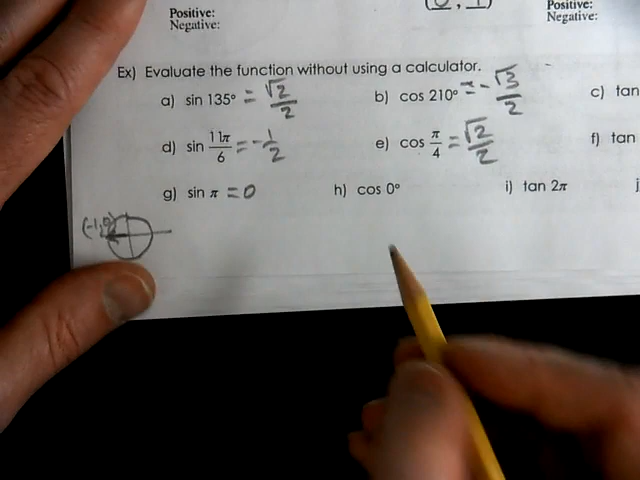 Positive:
Negative:
Positive:
Negative:
Ex) Evaluate the function without using a calculator.
a) sin 135° = √2/2
b) cos 210° = -√3/2
c) tan
d) sin 11π/6 = -1/2
e) cos π/4 = √2/2
f) tan
g) sin π = 0
h) cos 0°
i) tan 2π
j
(-1,0)